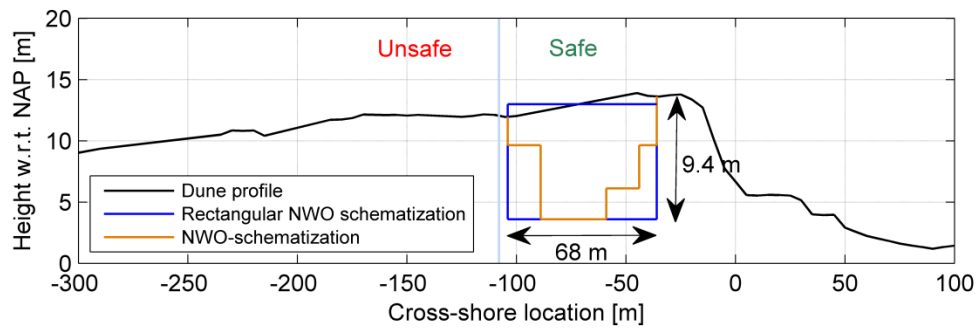 Height w.r.t. NAP [m]
20
15
10
5
0
Unsafe
Safe
9.4 m
68 m
Dune profile
Rectangular NWO schematization
NWO-schematization
-300
-250
-200
-150
-100
-50
0
50
100
Cross-shore location [m]